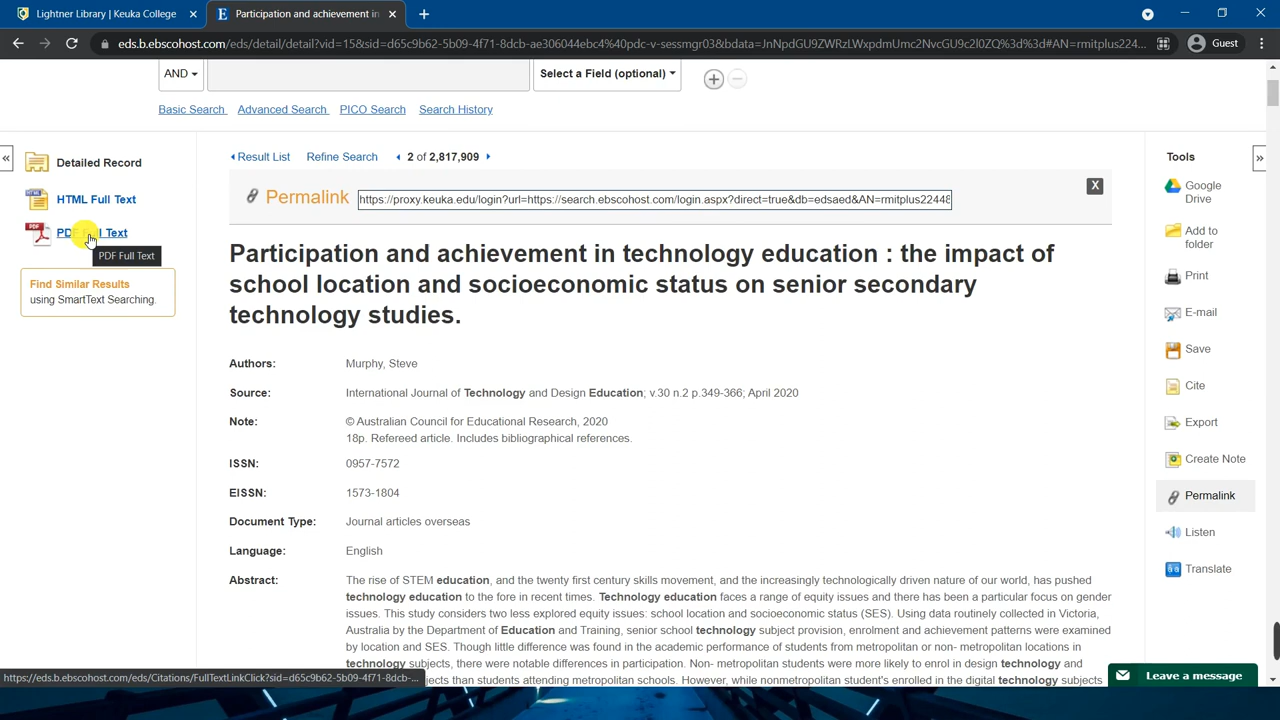 Lightner Library | Keuka College
Participation and achievement in
eds.b.ebscohost.com/eds/detail/detail?vid=15&sid=d65c9b62-5b09-4f71-8dcb-ae306044ebc4%40pdc-v-sessmgr03&bdata=JnNpdGU9ZWRzLWxpdmUmc2NvcGU9c2l0ZQ%3d%3d#AN=rmitplus224...
Guest
AND
Select a Field (optional)
Basic Search Advanced Search PICO Search Search History
Detailed Record
HTML Full Text
PDF Full Text
PDF Full Text
Find Similar Results
using SmartText Searching.
Result List Refine Search 2 of 2,817,909
Permalink https://proxy.keuka.edu/login?url=https://search.ebscohost.com/login.aspx?direct=true&db=edsaed&AN=rmitplus22448
X
Participation and achievement in technology education : the impact of
school location and socioeconomic status on senior secondary
technology studies.
Authors: Murphy, Steve
Source: International Journal of Technology and Design Education; v.30 n.2 p.349-366; April 2020
Note: © Australian Council for Educational Research, 2020
18p. Refereed article. Includes bibliographical references.
ISSN: 0957-7572
EISSN: 1573-1804
Document Type: Journal articles overseas
Language: English
Abstract: The rise of STEM education, and the twenty first century skills movement, and the increasingly technologically driven nature of our world, has pushed
technology education to the fore in recent times. Technology education faces a range of equity issues and there has been a particular focus on gender
issues. This study considers two less explored equity issues: school location and socioeconomic status (SES). Using data routinely collected in Victoria,
Australia by the Department of Education and Training, senior school technology subject provision, enrolment and achievement patterns were examined
by location and SES. Though little difference was found in the academic performance of students from metropolitan or non- metropolitan locations in
technology subjects, there were notable differences in participation. Non- metropolitan students were more likely to enrol in design technology and
jects than students attending metropolitan schools. However, while nonmetropolitan student's enrolled in the digital technology subjects
Tools
Google
Drive
Add to
folder
Print
E-mail
Save
Cite
Export
Create Note
Permalink
Listen
Translate
Leave a message
https://eds.b.ebscohost.com/eds/Citations/FullTextLinkClick?sid=d65c9b62-5b09-4f71-8dcb-...